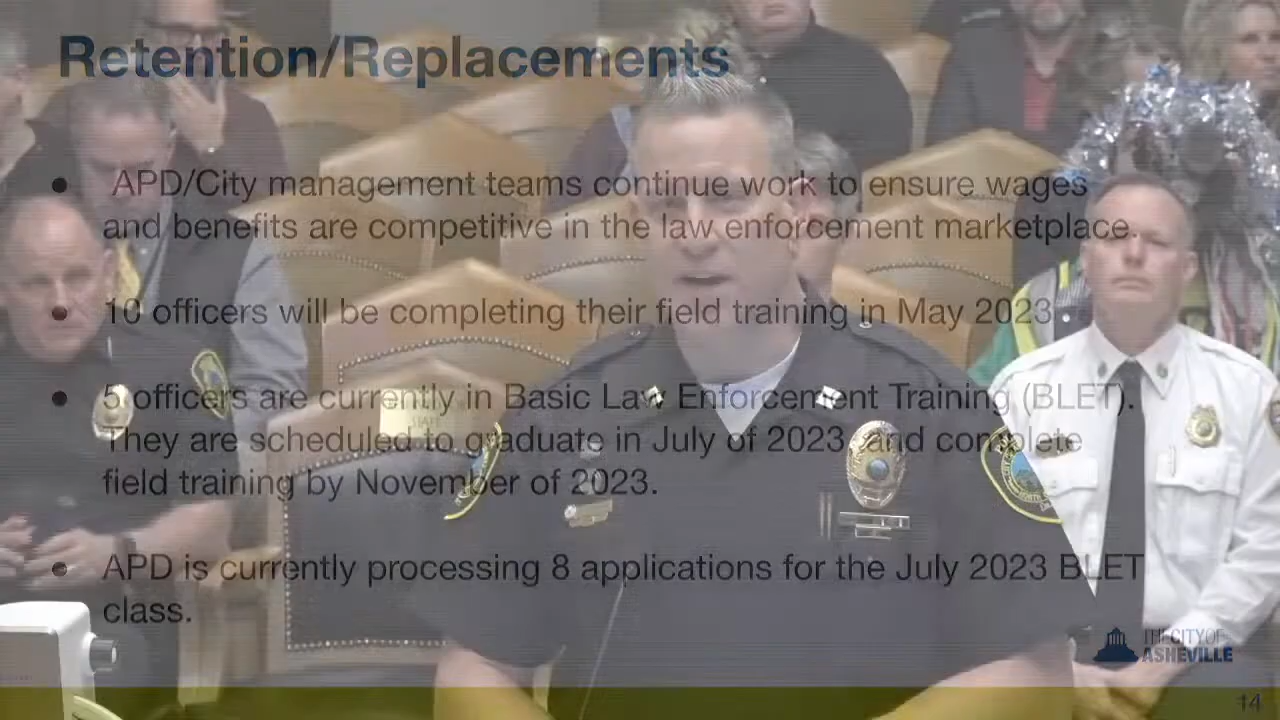 Retention/Replacements
• APD/City management teams continue work to ensure wages
and benefits are competitive in the law enforcement marketplace.
• 10 officers will be completing their field training in May 2023.
• 5 officers are currently in Basic Law Enforcement Training (BLET).
They are scheduled to graduate in July of 2023, and complete
field training by November of 2023.
• APD is currently processing 8 applications for the July 2023 BLET
class.
THE CITY OF
ASHEVILLE
14